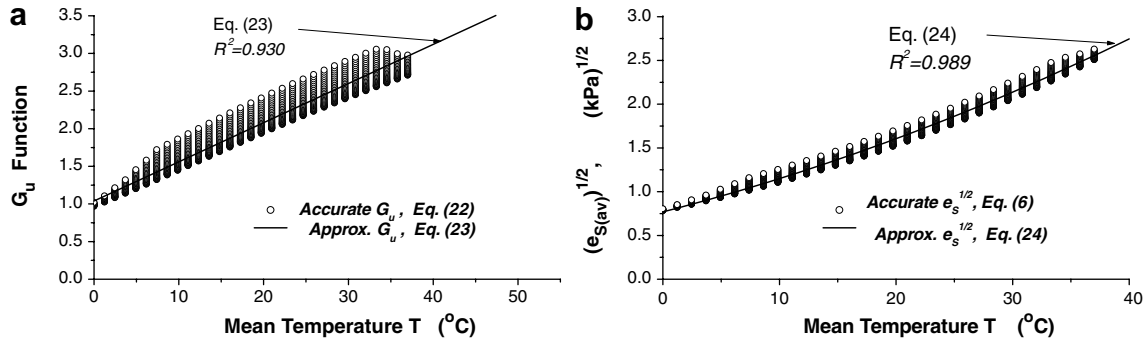 a
G_u Function
3.5
3.0
2.5
2.0
1.5
1.0
0.5
0.0
Eq. (23)
R²=0.930
Accurate G_u , Eq. (22)
Approx. G_u , Eq. (23)
0 10 20 30 40 50
Mean Temperature T (°C)
b
(e_S(av))^1/2 , (kPa)^1/2
3.0
2.5
2.0
1.5
1.0
0.5
0.0
Eq. (24)
R²=0.989
Accurate e_S^1/2, Eq. (6)
Approx. e_S^1/2, Eq. (24)
0 10 20 30 40
Mean Temperature T (°C)